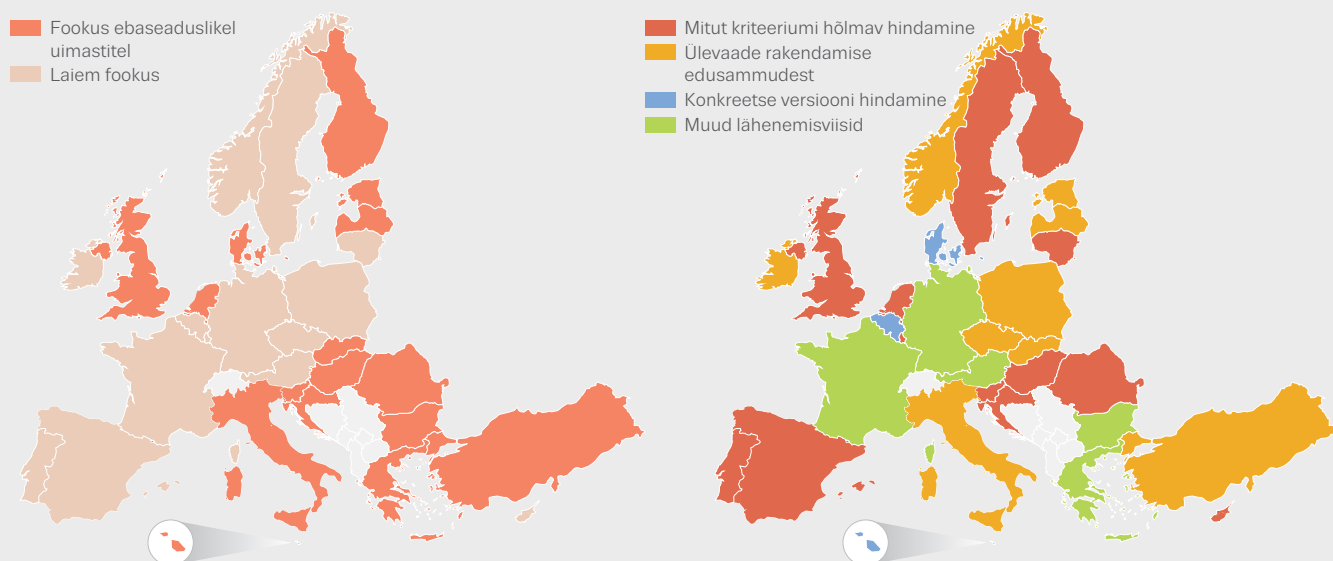 Fookus ebaseaduslikel
uimastitel
Laiem fookus
Mitut kriteeriumi hõlmav hindamine
Ülevaade rakendamise
edusammudest
Konkreetse versiooni hindamine
Muud lähenemisviisid